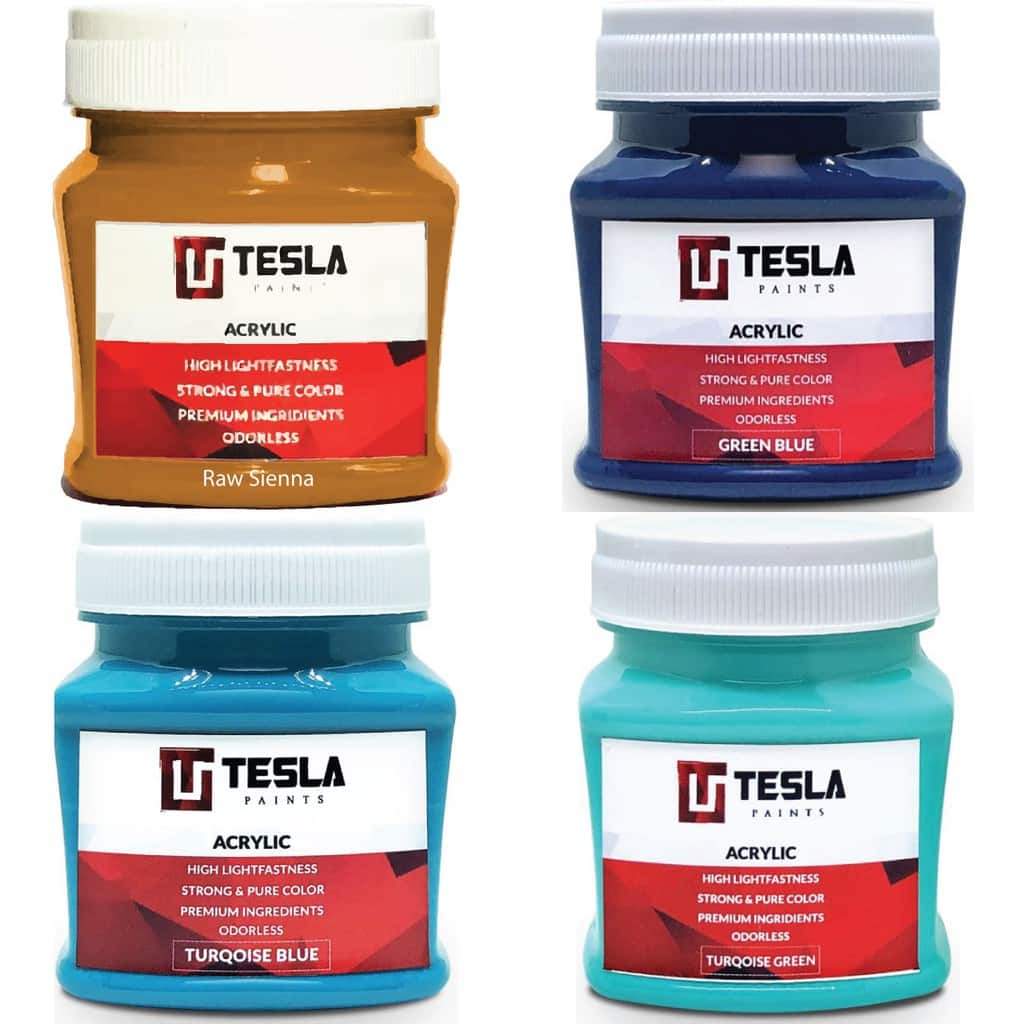 TESLA
PAINTS
ACRYLIC
HIGH LIGHTFASTNESS
STRONG & PURE COLOR
PREMIUM INGRIDIENTS
ODORLESS
Raw Sienna
TESLA
PAINTS
ACRYLIC
HIGH LIGHTFASTNESS
STRONG & PURE COLOR
PREMIUM INGREDIENTS
ODORLESS
GREEN BLUE
TESLA
PAINTS
ACRYLIC
HIGH LIGHTFASTNESS
STRONG & PURE COLOR
PREMIUM INGREDIENTS
ODORLESS
TURQOISE BLUE
TESLA
PAINTS
ACRYLIC
HIGH LIGHTFASTNESS
STRONG & PURE COLOR
PREMIUM INGRIDIENTS
ODORLESS
TURQOISE GREEN